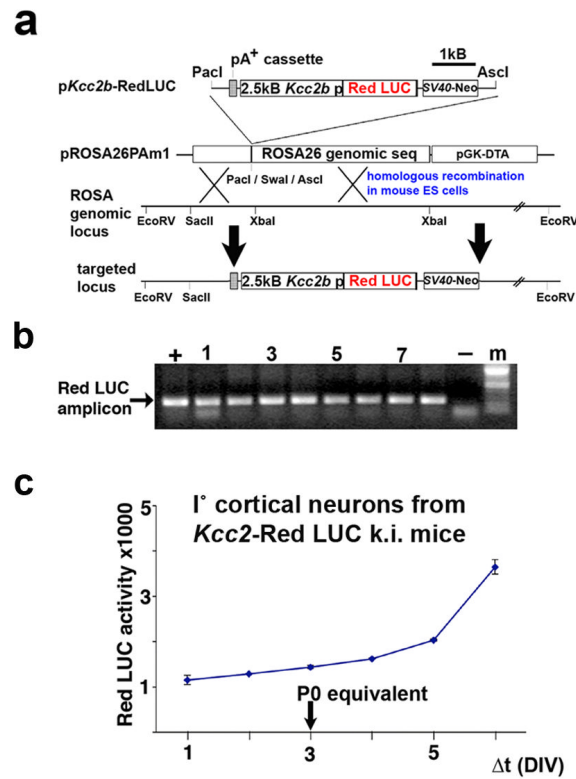 a
pA+ cassette
1kB
PacI
AscI
pKcc2b-RedLUC
2.5kB Kcc2b p Red LUC SV40-Neo
pROSA26PAm1
ROSA26 genomic seq
pGK-DTA
PacI / SwaI / AscI
homologous recombination
in mouse ES cells
ROSA
genomic
locus
EcoRV SacII XbaI XbaI EcoRV
targeted
locus
2.5kB Kcc2b p Red LUC SV40-Neo
EcoRV SacII EcoRV
b
+ 1 3 5 7 – m
Red LUC
amplicon
c
I° cortical neurons from
Kcc2-Red LUC k.i. mice
Red LUC activity x1000
5
3
1
P0 equivalent
1 3 5 Δt (DIV)